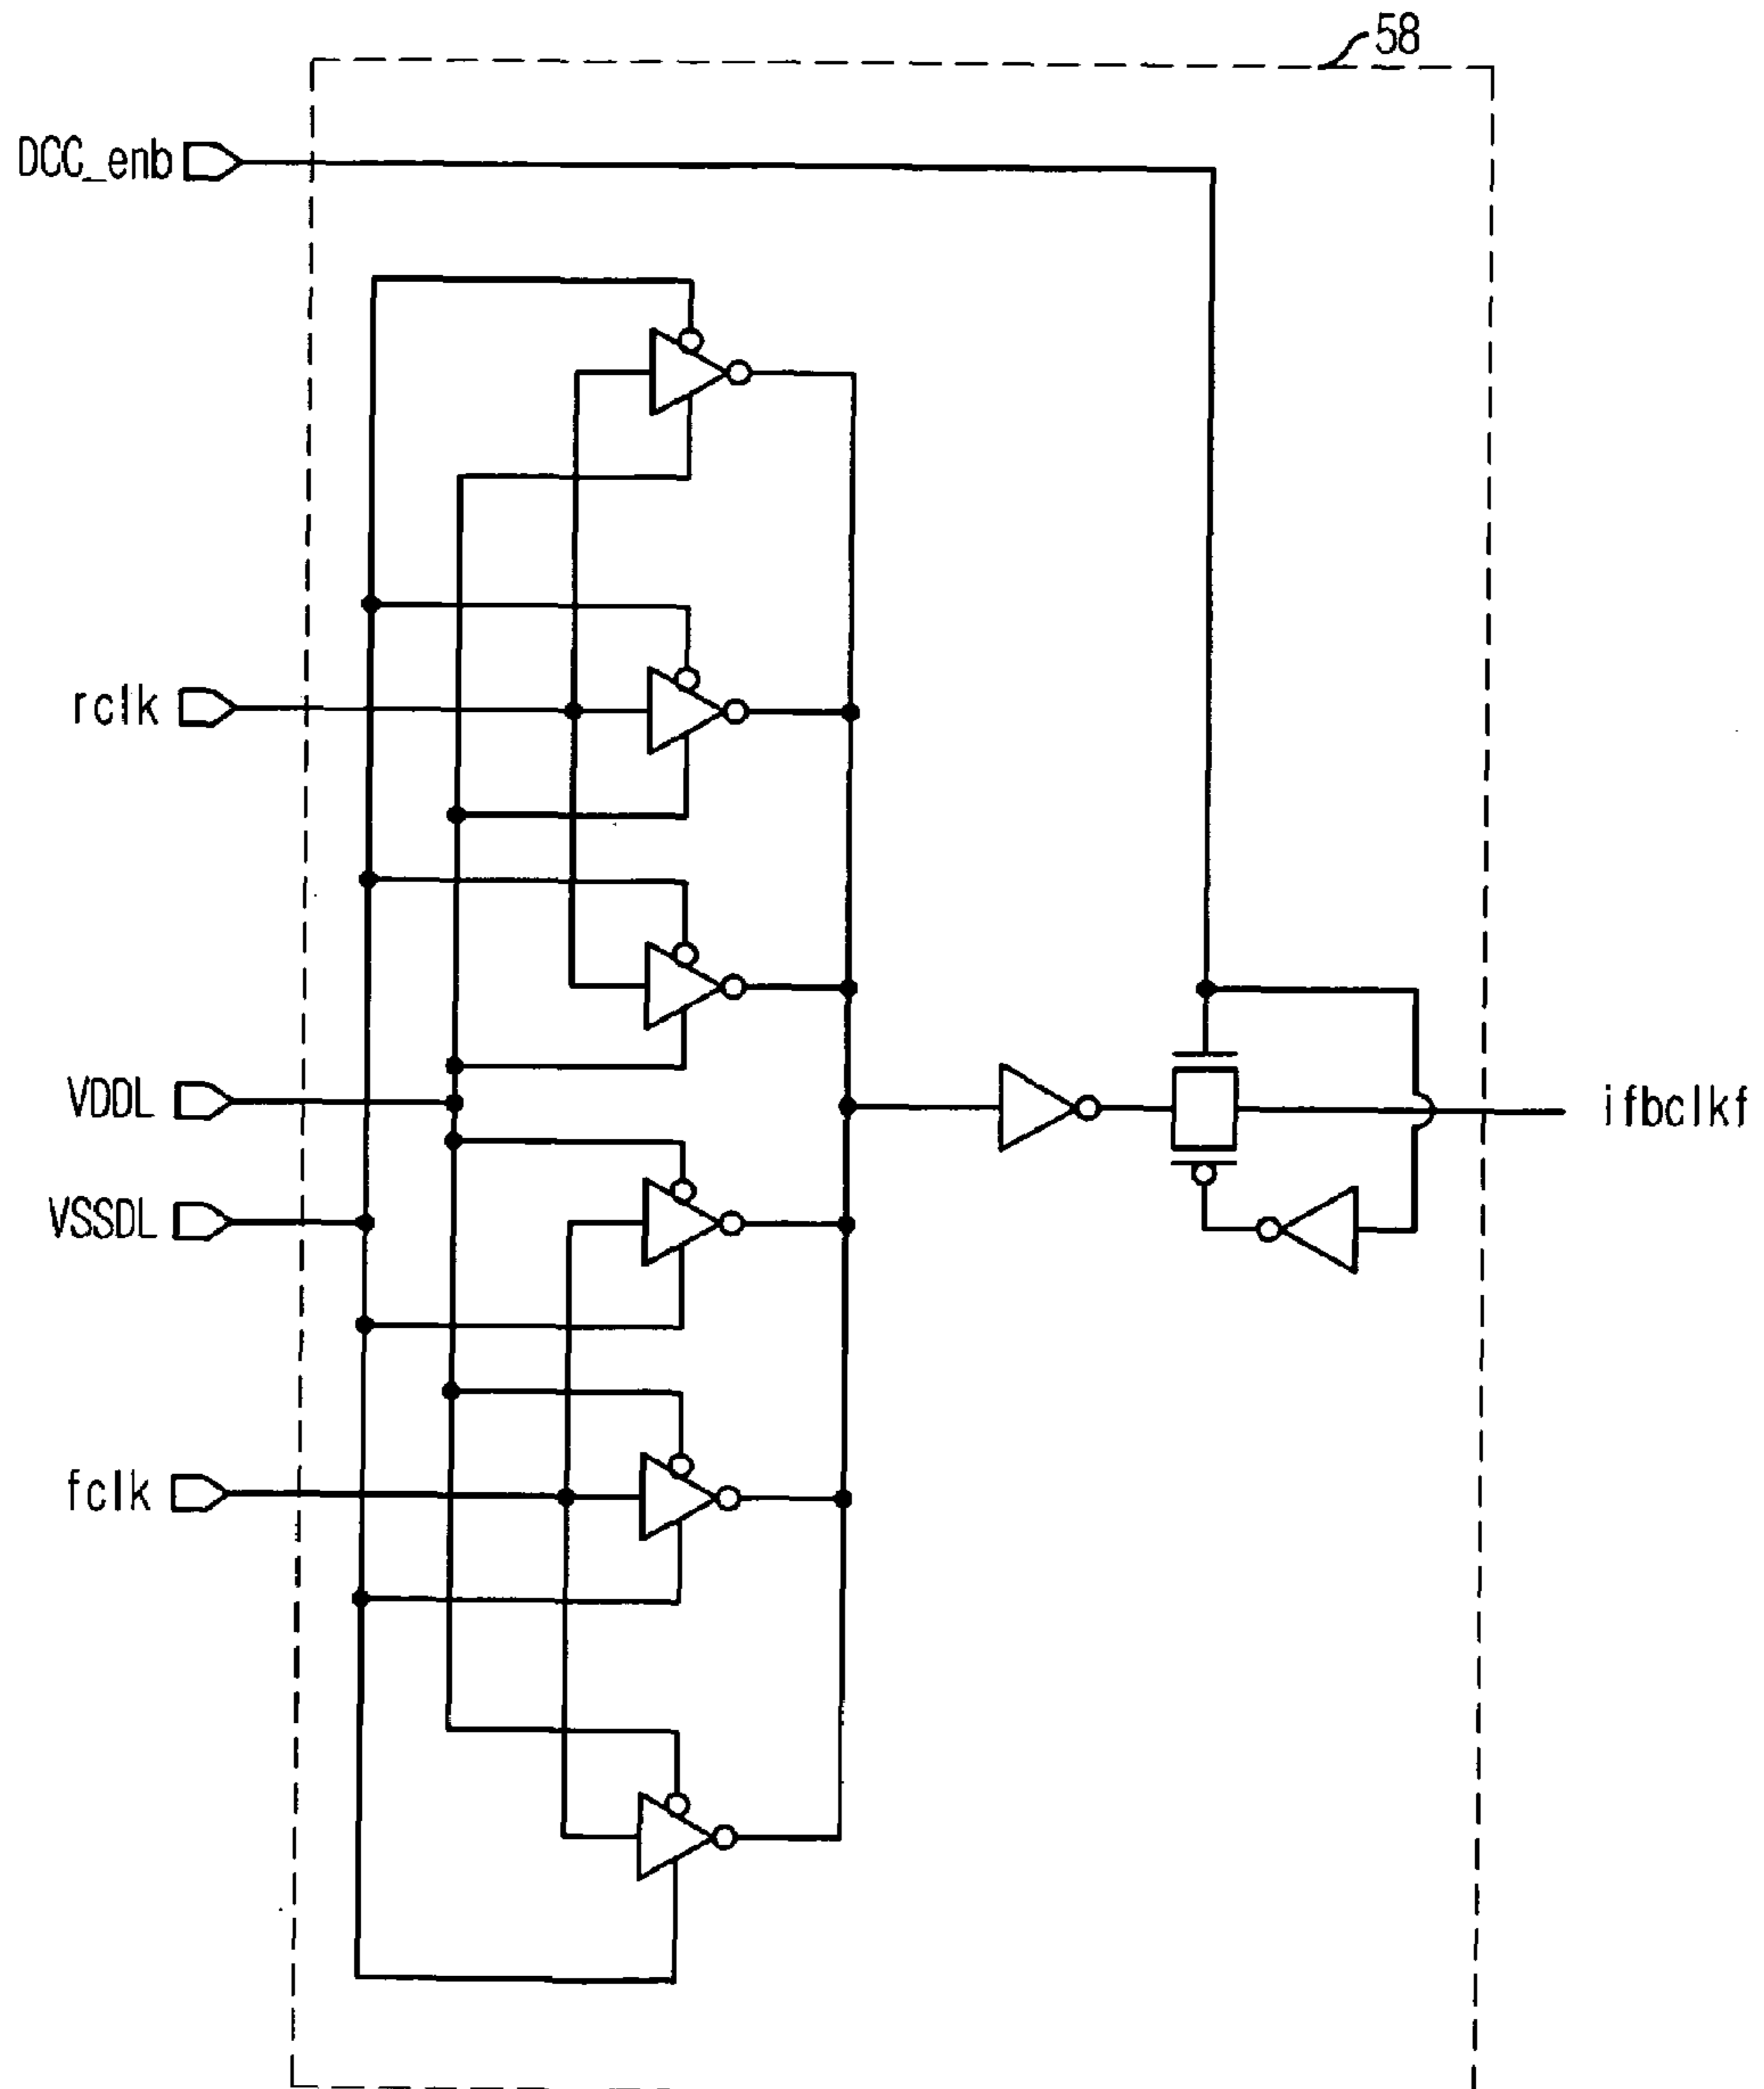 58
DCC_enb
rclk
VDDL
ifbclkf
VSSDL
fclk